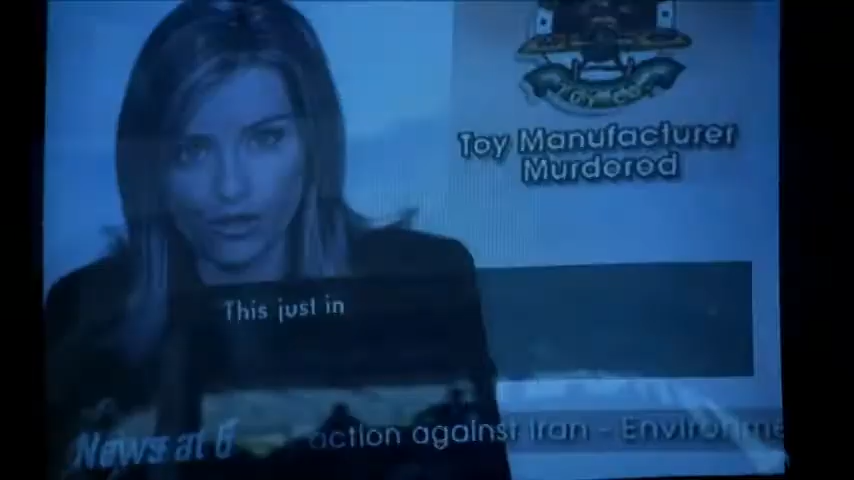 Toy Manufacturer
Murdered
This just in
News at 6
action against Iran - Environme